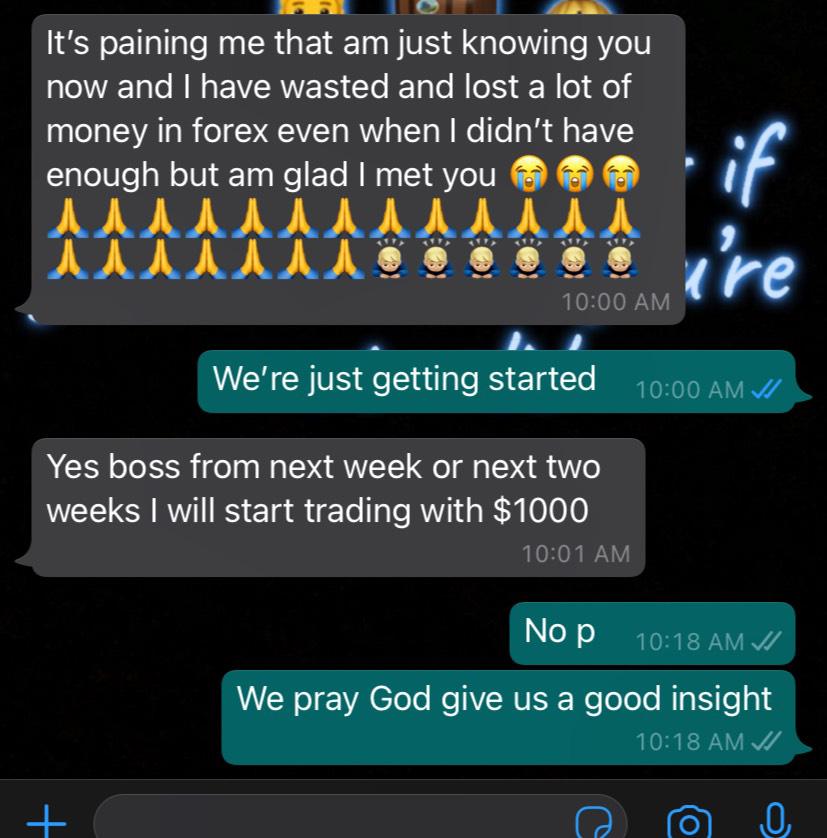 It’s paining me that am just knowing you
now and I have wasted and lost a lot of
money in forex even when I didn’t have
enough but am glad I met you 😭😭😭
🙏🙏🙏🙏🙏🙏🙏🙏🙏🙏🙏🙏🙏
🙏🙏🙏🙏🙏🙏🙏🙇🏼🙇🏼🙇🏼🙇🏼🙇🏼🙇🏼
10:00 AM
if
u’re
We’re just getting started 10:00 AM
Yes boss from next week or next two
weeks I will start trading with $1000
10:01 AM
No p 10:18 AM
We pray God give us a good insight
10:18 AM